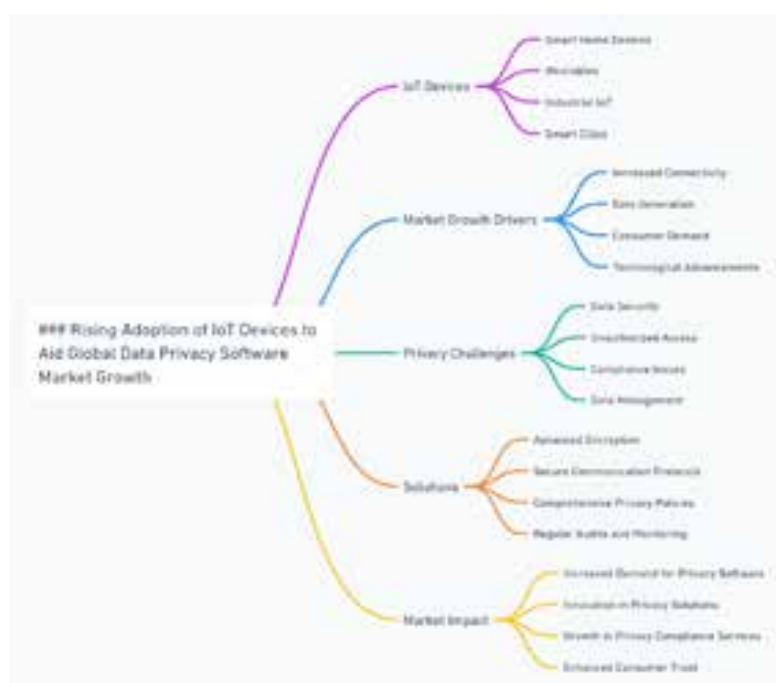 IoT Devices
Smart Home Devices
Wearables
Industrial IoT
Smart Cities
Market Growth Drivers
Increased Connectivity
Data Generation
Consumer Demand
Technological Advancements
### Rising Adoption of IoT Devices to
Aid Global Data Privacy Software
Market Growth
Privacy Challenges
Data Security
Unauthorized Access
Compliance Issues
Data Management
Solutions
Advanced Encryption
Secure Communication Protocols
Comprehensive Privacy Policies
Regular Audits and Monitoring
Market Impact
Increased Demand for Privacy Software
Innovation in Privacy Solutions
Growth in Privacy Compliance Services
Enhanced Consumer Trust